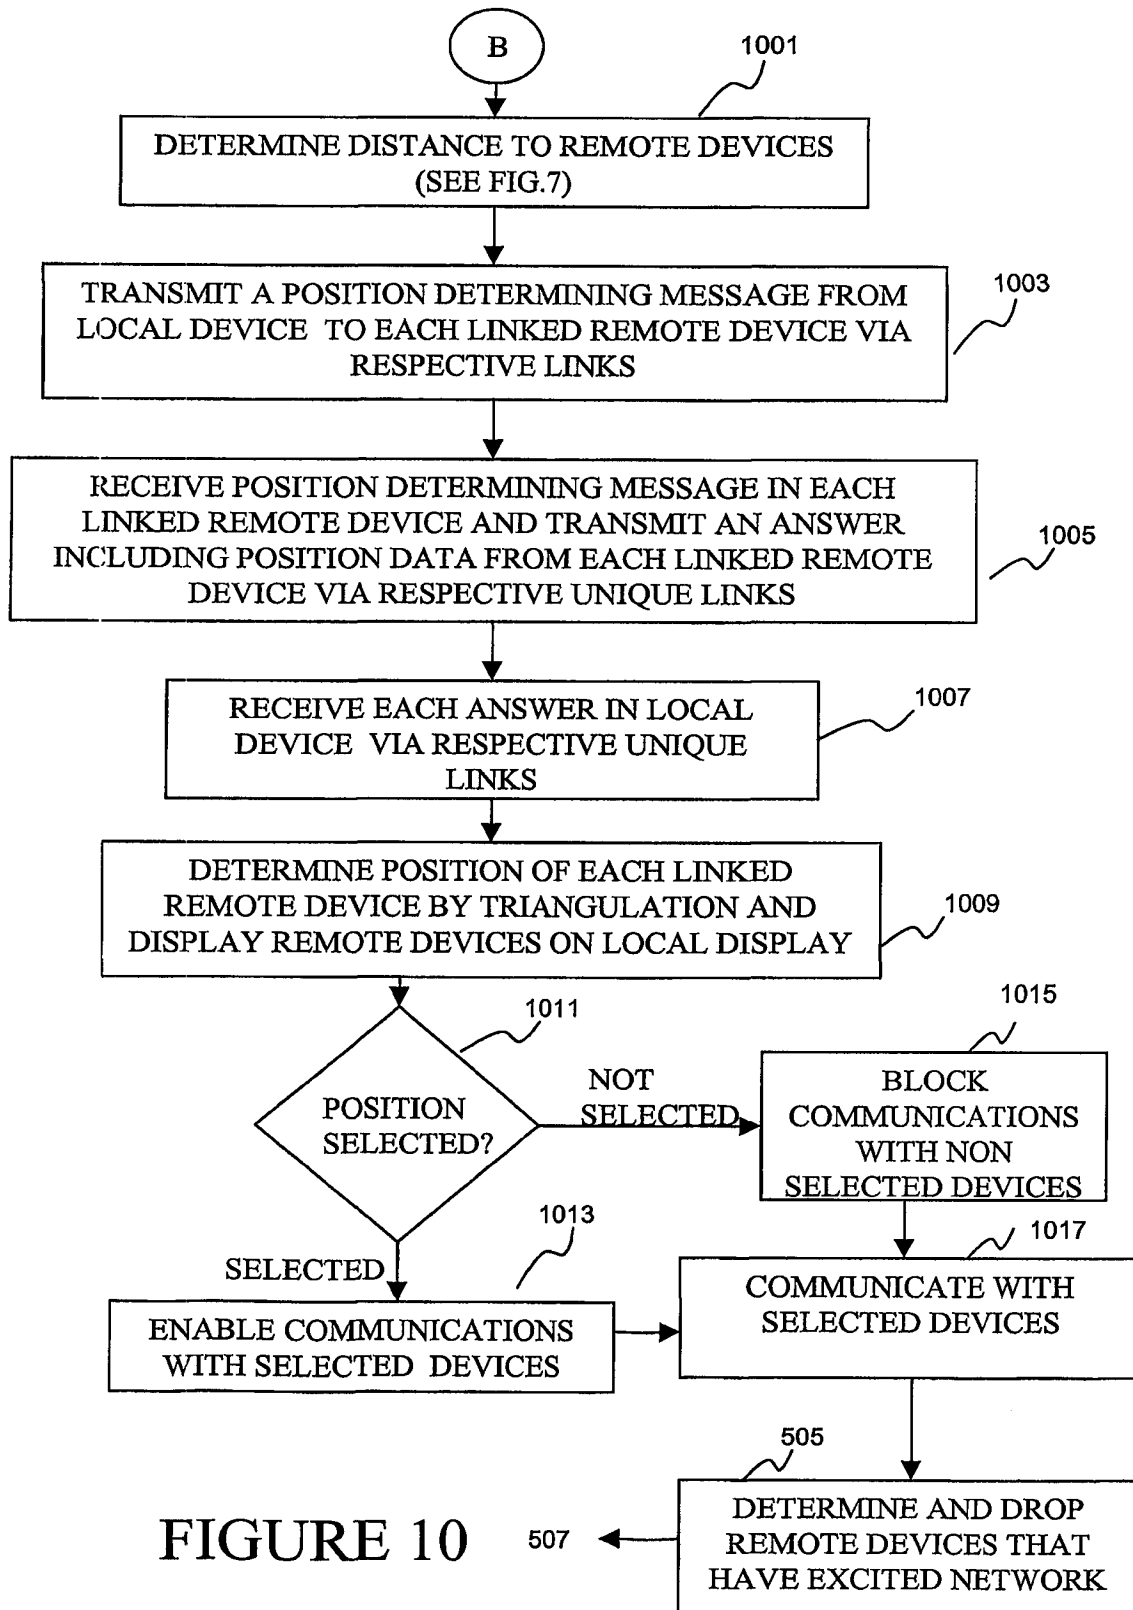 B
1001
DETERMINE DISTANCE TO REMOTE DEVICES
(SEE FIG.7)
TRANSMIT A POSITION DETERMINING MESSAGE FROM
LOCAL DEVICE TO EACH LINKED REMOTE DEVICE VIA
RESPECTIVE LINKS
1003
RECEIVE POSITION DETERMINING MESSAGE IN EACH
LINKED REMOTE DEVICE AND TRANSMIT AN ANSWER
INCLUDING POSITION DATA FROM EACH LINKED REMOTE
DEVICE VIA RESPECTIVE UNIQUE LINKS
1005
RECEIVE EACH ANSWER IN LOCAL
DEVICE VIA RESPECTIVE UNIQUE
LINKS
1007
DETERMINE POSITION OF EACH LINKED
REMOTE DEVICE BY TRIANGULATION AND
DISPLAY REMOTE DEVICES ON LOCAL DISPLAY
1009
1011
POSITION
SELECTED?
NOT
SELECTED
1015
BLOCK
COMMUNICATIONS
WITH NON
SELECTED DEVICES
SELECTED
1013
ENABLE COMMUNICATIONS
WITH SELECTED DEVICES
1017
COMMUNICATE WITH
SELECTED DEVICES
505
DETERMINE AND DROP
REMOTE DEVICES THAT
HAVE EXCITED NETWORK
507
FIGURE 10